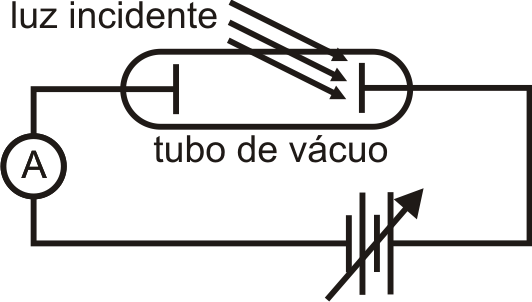 luz incidente
tubo de vácuo
A